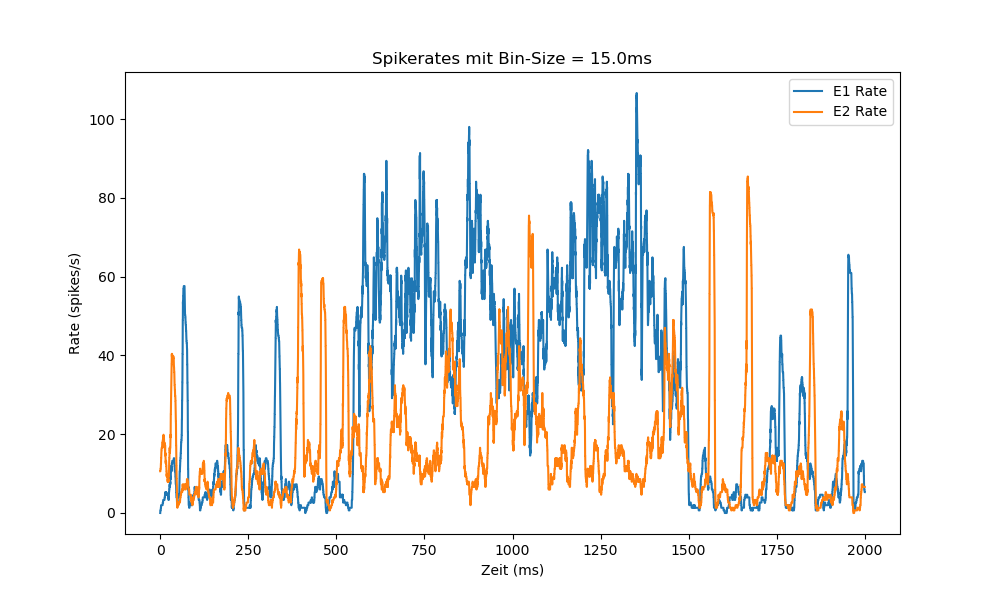 Spikerates mit Bin-Size = 15.0ms
E1 Rate
E2 Rate
Rate (spikes/s)
100
80
60
40
20
0
0 250 500 750 1000 1250 1500 1750 2000
Zeit (ms)